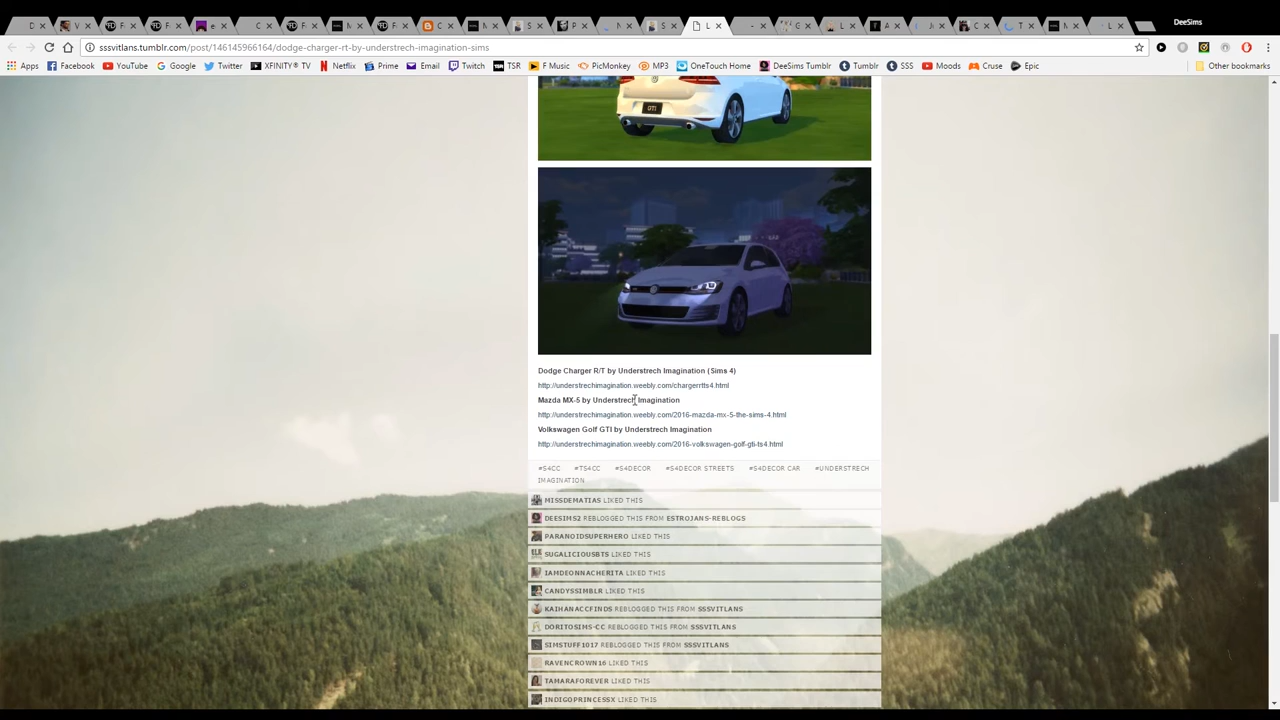 DeeSims
sssvitlans.tumblr.com/post/146145966164/dodge-charger-rt-by-understrech-imagination-sims
Apps Facebook YouTube Google Twitter XFINITY® TV Netflix Prime Email Twitch TSR F Music PicMonkey MP3 OneTouch Home DeeSims Tumblr Tumblr SSS Moods Cruse Epic Other bookmarks
GTI
Dodge Charger R/T by Understrech Imagination (Sims 4)
http://understrechimagination.weebly.com/chargerrtts4.html
Mazda MX-5 by Understrech Imagination
http://understrechimagination.weebly.com/2016-mazda-mx-5-the-sims-4.html
Volkswagen Golf GTI by Understrech Imagination
http://understrechimagination.weebly.com/2016-volkswagen-golf-gti-ts4.html
#S4CC #TS4CC #S4DECOR #S4DECOR STREETS #S4DECOR CAR #UNDERSTRECH
IMAGINATION
MISSDEMATIAS LIKED THIS
DEESIMS2 REBLOGGED THIS FROM ESTROJANS-REBLOGS
PARANOIDSUPERHERO LIKED THIS
SUGALICIOUSBTS LIKED THIS
IAMDEONNACHERITA LIKED THIS
CANDYSSIMBLR LIKED THIS
KAIHANACCFINDS REBLOGGED THIS FROM SSSVITLANS
DORITOSIMS-CC REBLOGGED THIS FROM SSSVITLANS
SIMSTUFF1017 REBLOGGED THIS FROM SSSVITLANS
RAVENCROWN16 LIKED THIS
TAMARAFOREVER LIKED THIS
INDIGOPRINCESSX LIKED THIS